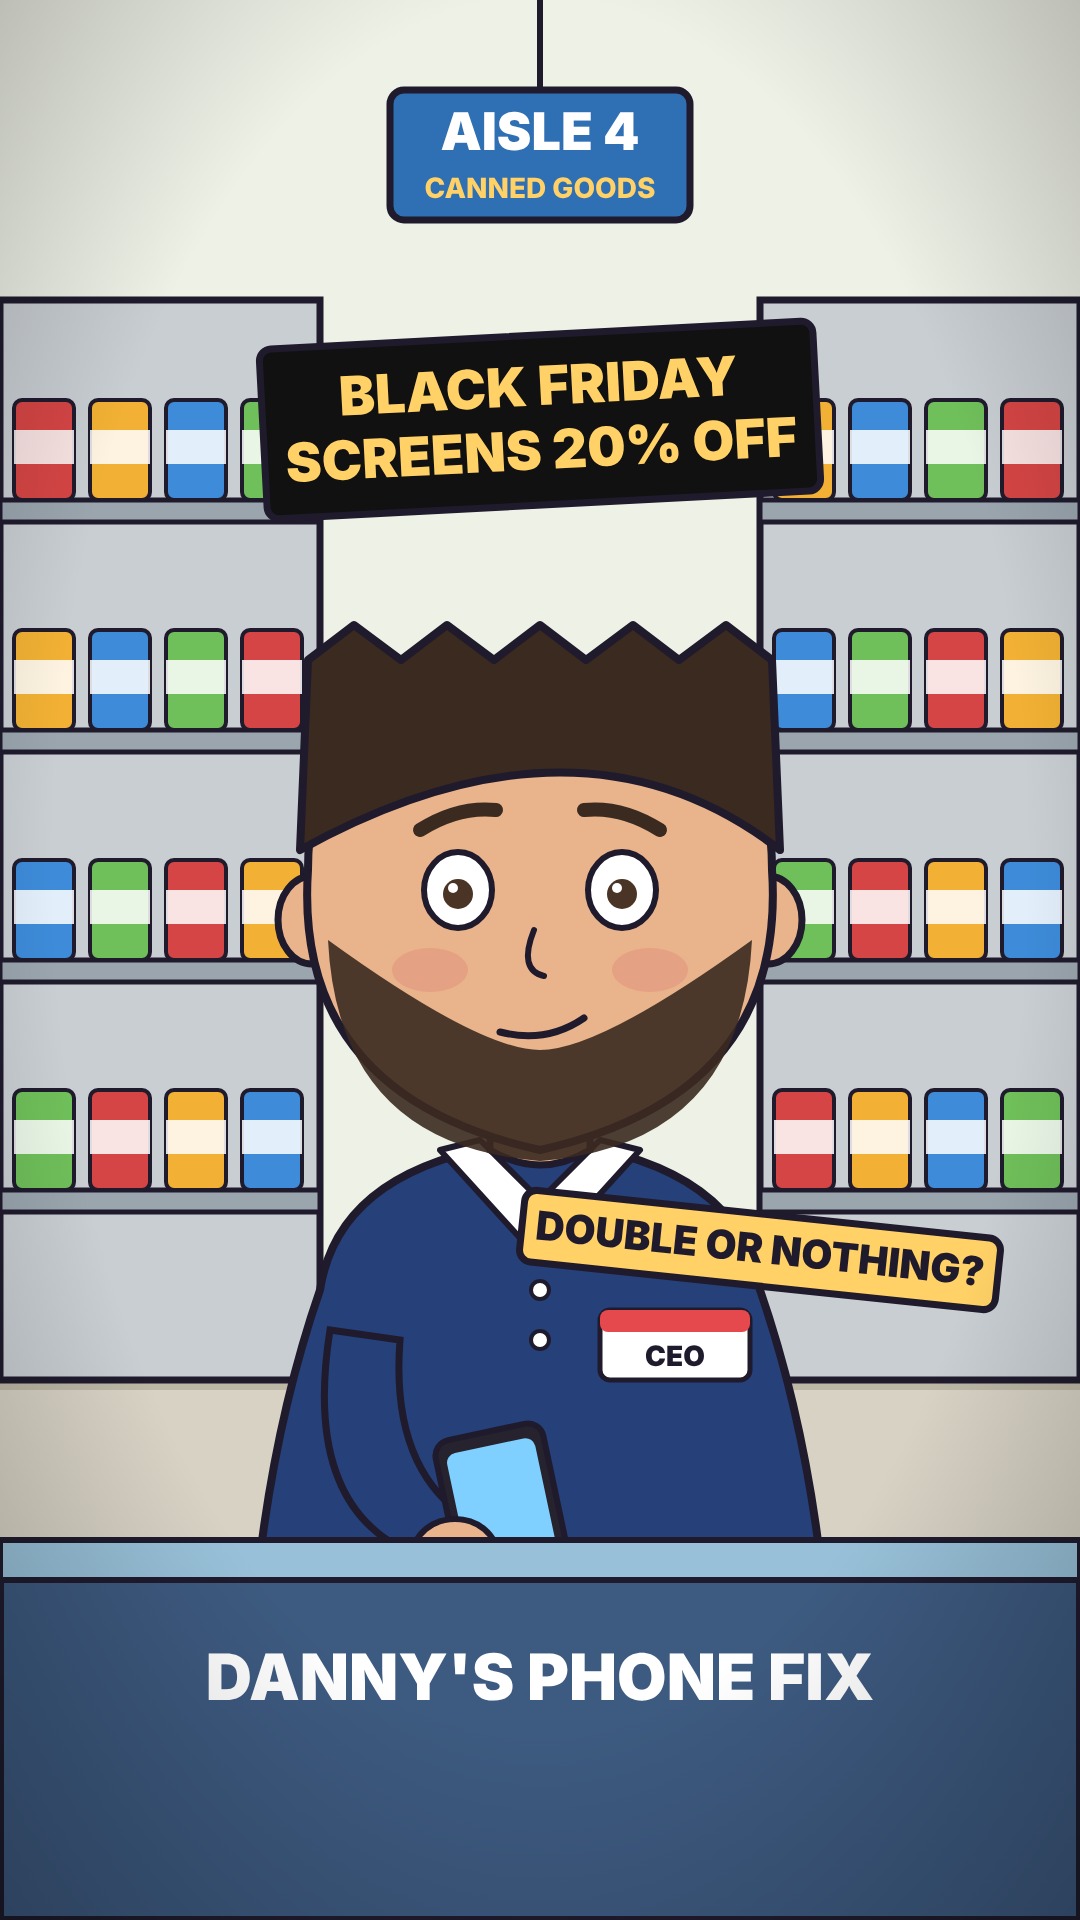 AISLE 4
CANNED GOODS
BLACK FRIDAY
SCREENS 20% OFF
DOUBLE OR NOTHING?
CEO
DANNY'S PHONE FIX